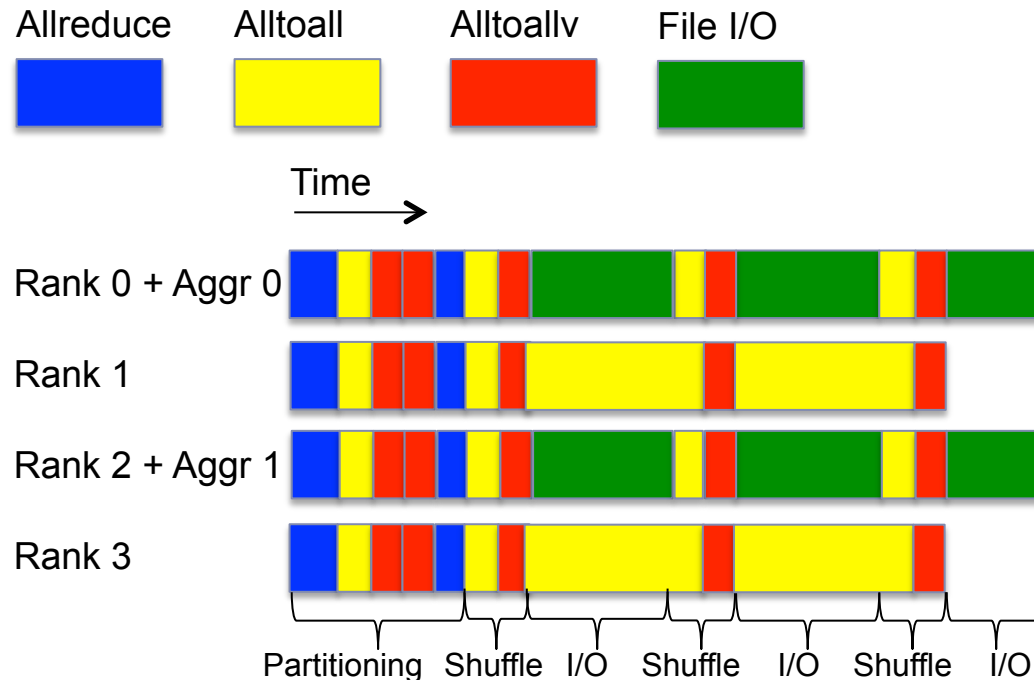 Allreduce Alltoall Alltoallv File I/O
Time
Rank 0 + Aggr 0
Rank 1
Rank 2 + Aggr 1
Rank 3
Partitioning Shuffle I/O Shuffle I/O Shuffle I/O